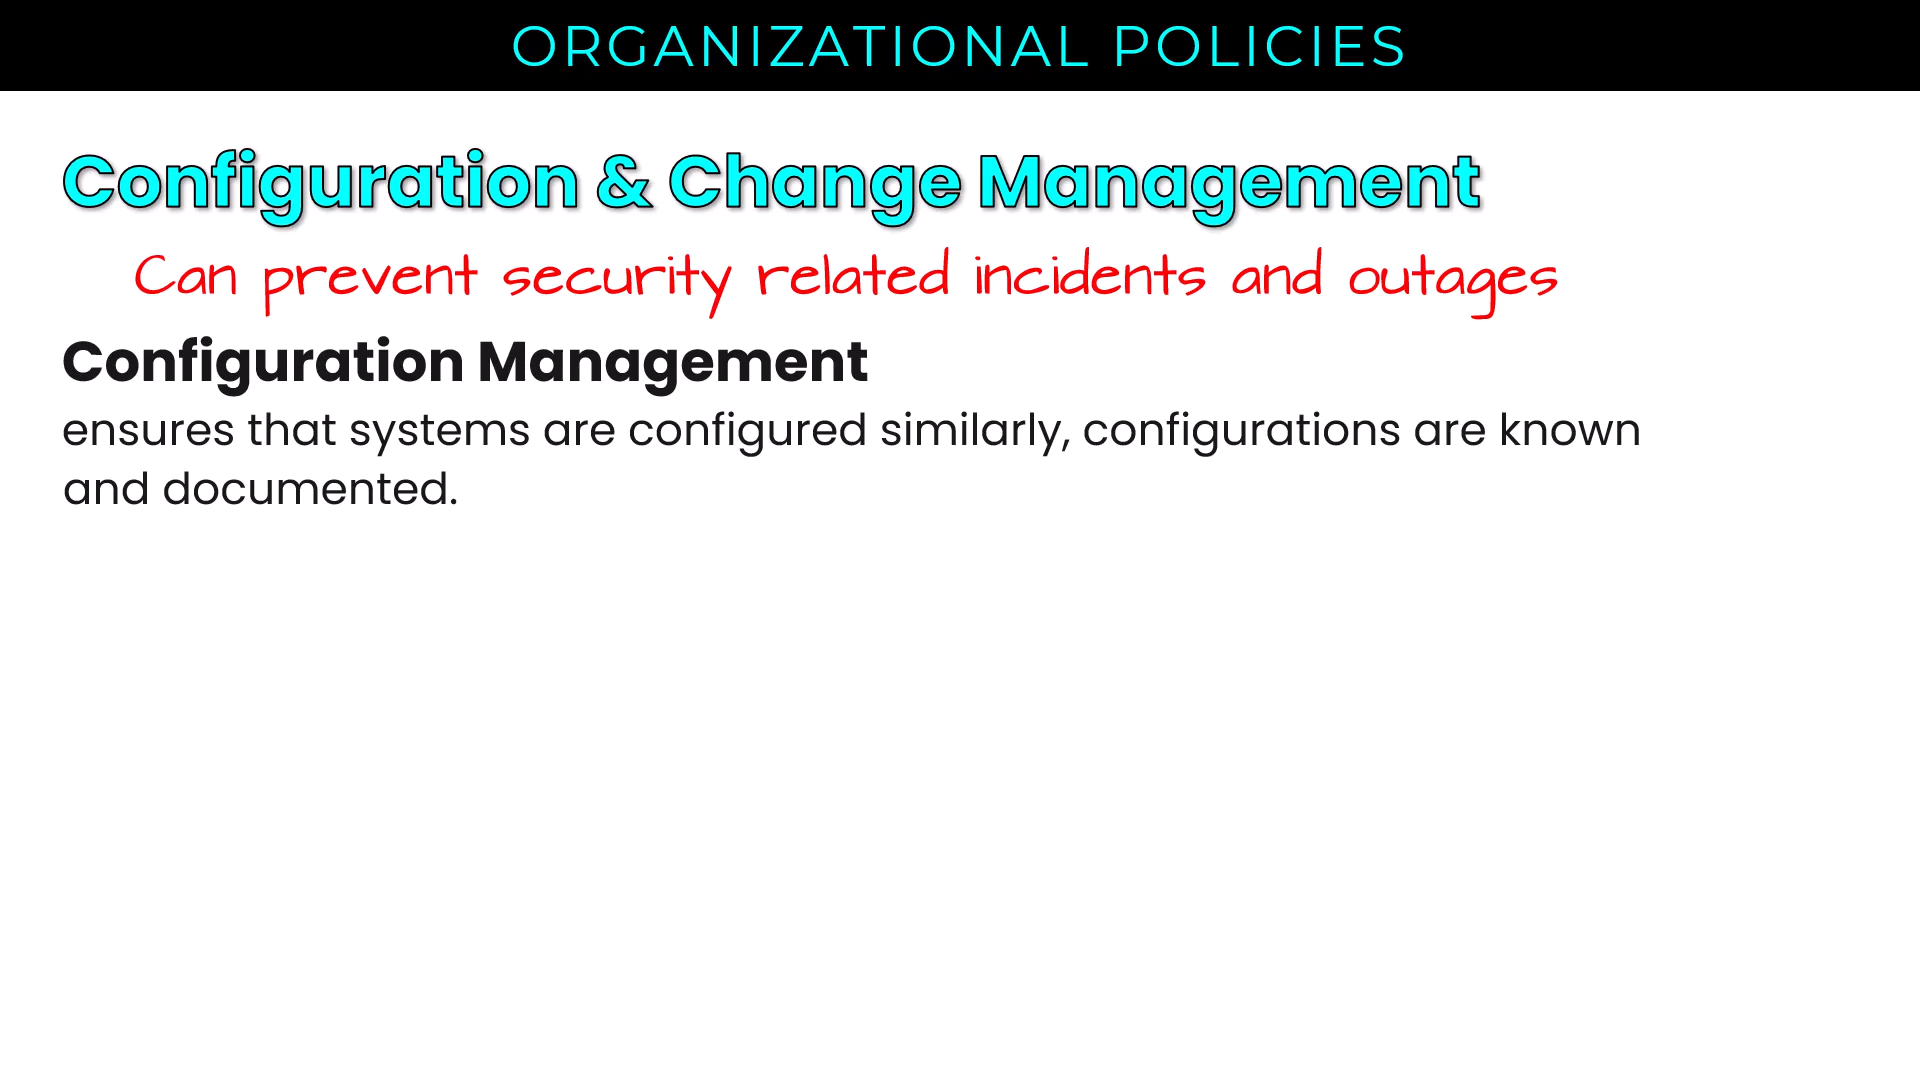 ORGANIZATIONAL POLICIES
Configuration & Change Management
Can prevent security related incidents and outages
Configuration Management
ensures that systems are configured similarly, configurations are known
and documented.